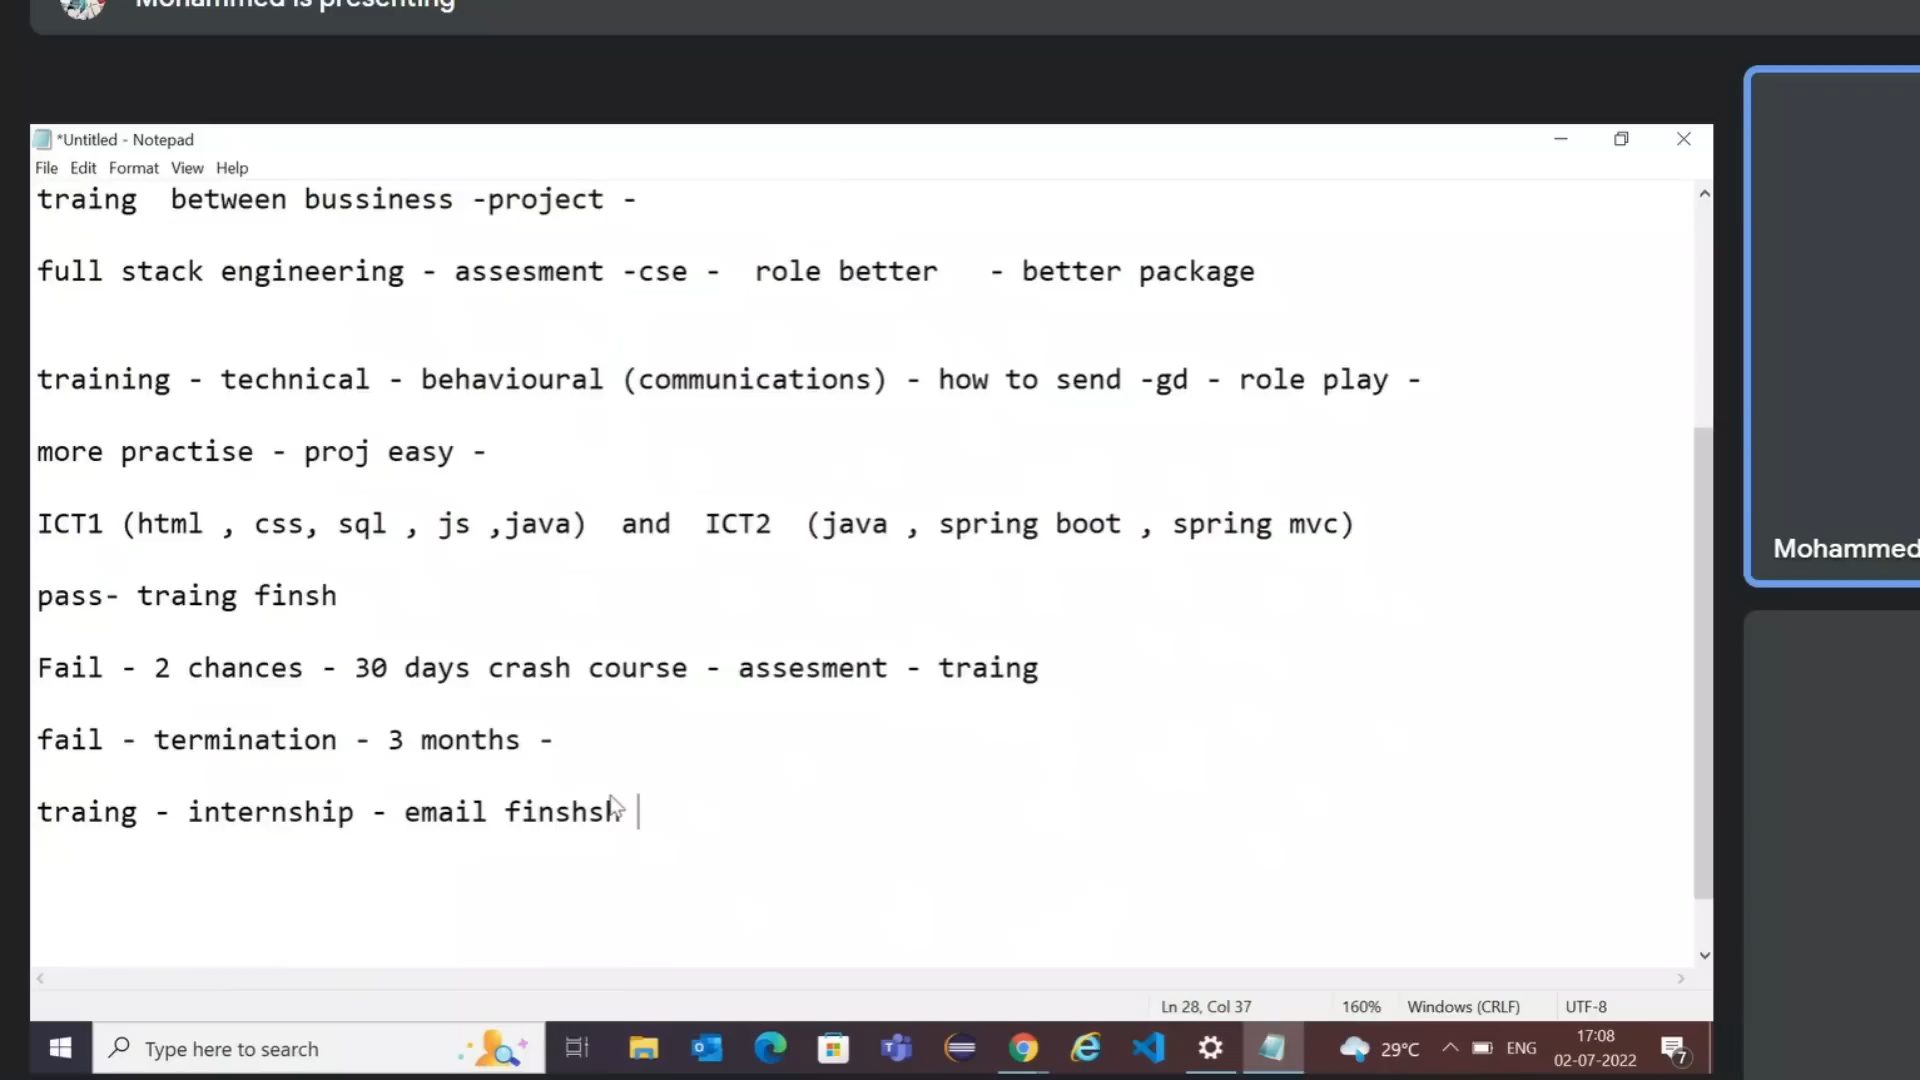 Mohammed is presenting
*Untitled - Notepad
File Edit Format View Help
traing  between bussiness -project -
full stack engineering - assesment -cse -  role better   - better package
training - technical - behavioural (communications) - how to send -gd - role play -
more practise - proj easy -
ICT1 (html , css, sql , js ,java)  and  ICT2  (java , spring boot , spring mvc)
pass- traing finsh
Fail - 2 chances - 30 days crash course - assesment - traing
fail - termination - 3 months -
traing - internship - email finshsh
Mohammed
Ln 28, Col 37 160% Windows (CRLF) UTF-8
Type here to search 29°C ENG 17:08 02-07-2022 7